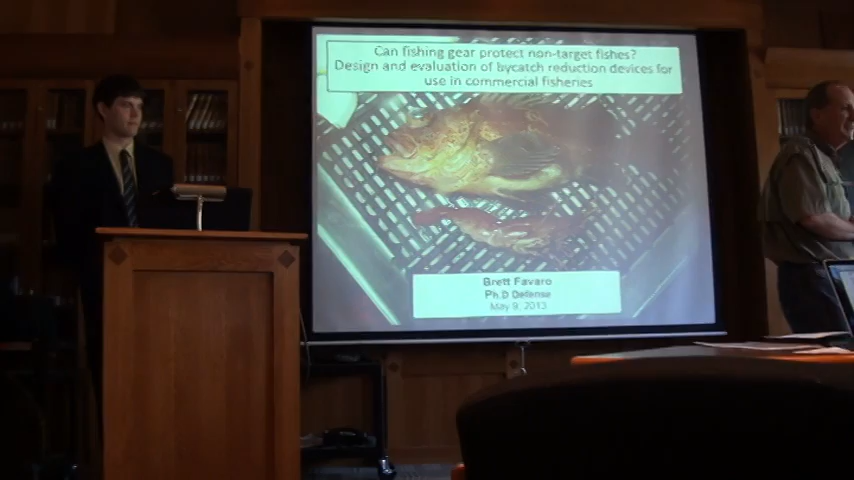 Can fishing gear protect non-target fishes?
Design and evaluation of bycatch reduction devices for
use in commercial fisheries
Brett Favaro
Ph.D Defense
May 9, 2013